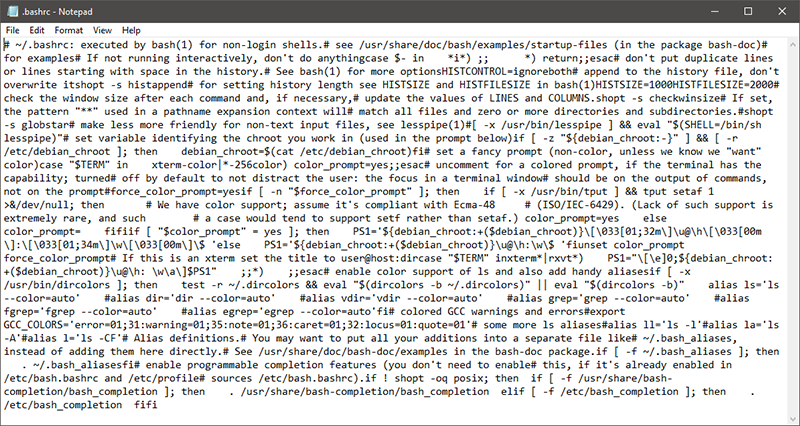 .bashrc - Notepad
File Edit Format View Help
# ~/.bashrc: executed by bash(1) for non-login shells.# see /usr/share/doc/bash/examples/startup-files (in the package bash-doc)#
for examples# If not running interactively, don't do anythingcase $- in    *i*) ;;      *) return;;esac# don't put duplicate lines
or lines starting with space in the history.# See bash(1) for more optionsHISTCONTROL=ignoreboth# append to the history file, don't
overwrite itshopt -s histappend# for setting history length see HISTSIZE and HISTFILESIZE in bash(1)HISTSIZE=1000HISTFILESIZE=2000#
check the window size after each command and, if necessary,# update the values of LINES and COLUMNS.shopt -s checkwinsize# If set,
the pattern "**" used in a pathname expansion context will# match all files and zero or more directories and subdirectories.#shopt
-s globstar# make less more friendly for non-text input files, see lesspipe(1)#[ -x /usr/bin/lesspipe ] && eval "$(SHELL=/bin/sh
lesspipe)"# set variable identifying the chroot you work in (used in the prompt below)if [ -z "${debian_chroot:-}" ] && [ -r
/etc/debian_chroot ]; then    debian_chroot=$(cat /etc/debian_chroot)fi# set a fancy prompt (non-color, unless we know we "want"
color)case "$TERM" in    xterm-color|*-256color) color_prompt=yes;;esac# uncomment for a colored prompt, if the terminal has the
capability; turned# off by default to not distract the user: the focus in a terminal window# should be on the output of commands,
not on the prompt#force_color_prompt=yesif [ -n "$force_color_prompt" ]; then    if [ -x /usr/bin/tput ] && tput setaf 1
>&/dev/null; then       # We have color support; assume it's compliant with Ecma-48     # (ISO/IEC-6429). (Lack of such support is
extremely rare, and such        # a case would tend to support setf rather than setaf.) color_prompt=yes    else
color_prompt=    fifiif [ "$color_prompt" = yes ]; then    PS1='${debian_chroot:+($debian_chroot)}\[\033[01;32m\]\u@\h\[\033[00m
\]:\[\033[01;34m\]\w\[\033[00m\]\$ 'else    PS1='${debian_chroot:+($debian_chroot)}\u@\h:\w\$ 'fiunset color_prompt
force_color_prompt# If this is an xterm set the title to user@host:dircase "$TERM" inxterm*|rxvt*)    PS1="\[\e]0;${debian_chroot:
+($debian_chroot)}\u@\h: \w\a\]$PS1"    ;;*)    ;;esac# enable color support of ls and also add handy aliasesif [ -x
/usr/bin/dircolors ]; then    test -r ~/.dircolors && eval "$(dircolors -b ~/.dircolors)" || eval "$(dircolors -b)"    alias ls='ls
--color=auto'    #alias dir='dir --color=auto'    #alias vdir='vdir --color=auto'    alias grep='grep --color=auto'    #alias
fgrep='fgrep --color=auto'    #alias egrep='egrep --color=auto'fi# colored GCC warnings and errors#export
GCC_COLORS='error=01;31:warning=01;35:note=01;36:caret=01;32:locus=01:quote=01'# some more ls aliases#alias ll='ls -l'#alias la='ls
-A'#alias l='ls -CF'# Alias definitions.# You may want to put all your additions into a separate file like# ~/.bash_aliases,
instead of adding them here directly.# See /usr/share/doc/bash-doc/examples in the bash-doc package.if [ -f ~/.bash_aliases ]; then
. ~/.bash_aliasesfi# enable programmable completion features (you don't need to enable# this, if it's already enabled in
/etc/bash.bashrc and /etc/profile# sources /etc/bash.bashrc).if ! shopt -oq posix; then  if [ -f /usr/share/bash-
completion/bash_completion ]; then    . /usr/share/bash-completion/bash_completion  elif [ -f /etc/bash_completion ]; then    .
/etc/bash_completion  fifi